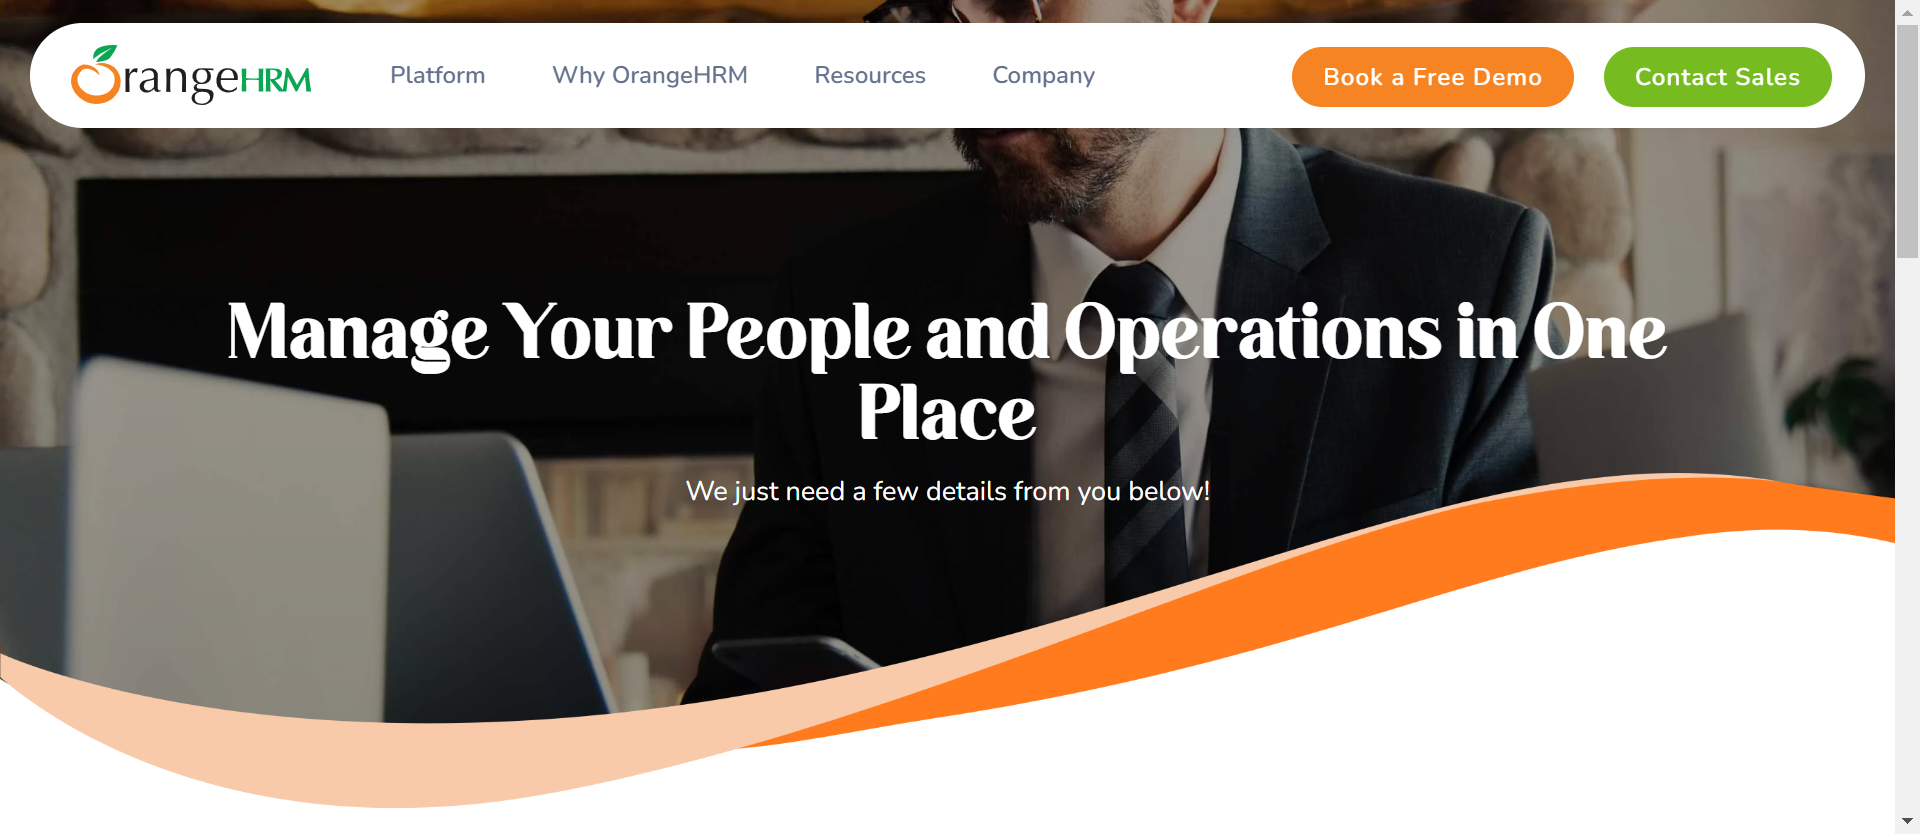 OrangeHRM
Platform
Why OrangeHRM
Resources
Company
Book a Free Demo
Contact Sales
Manage Your People and Operations in One
Place
We just need a few details from you below!